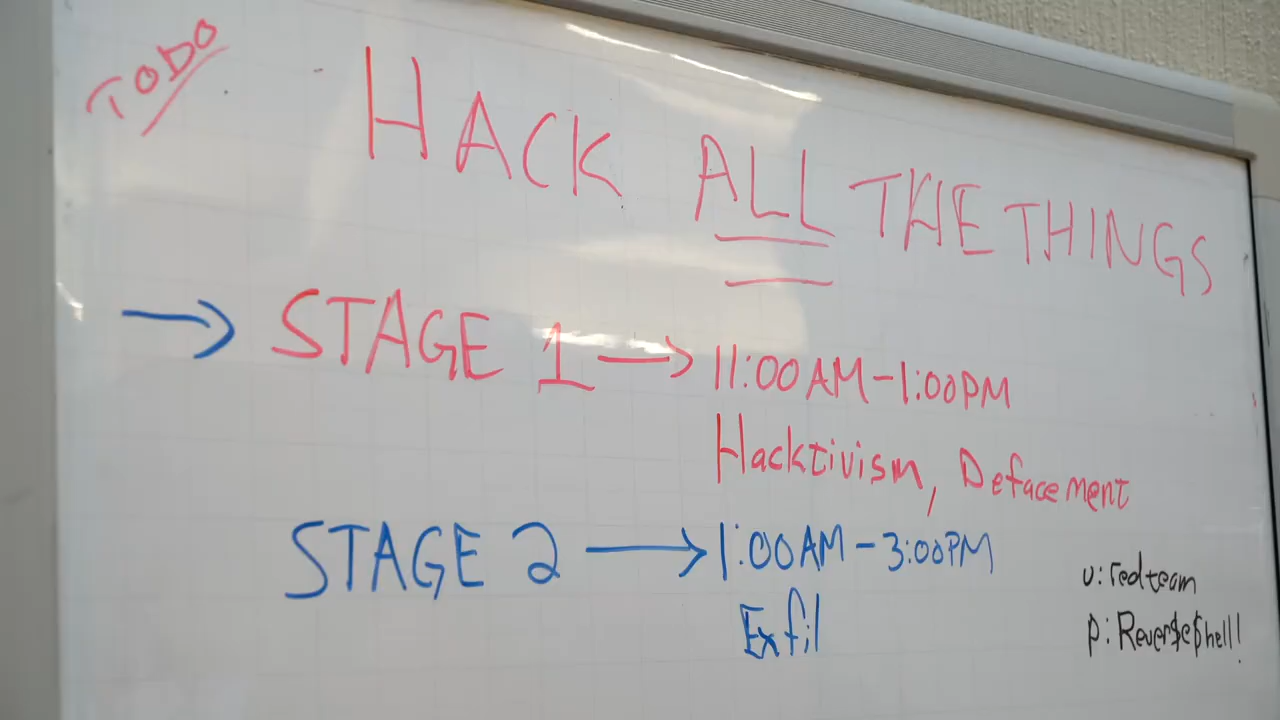 TODO
HACK ALL THE THINGS
→ STAGE 1 → 11:00AM-1:00PM
Hacktivism, Defacement
STAGE 2 → 1:00AM-3:00PM
Exfil
u: redteam
p: Rever$e$hell!